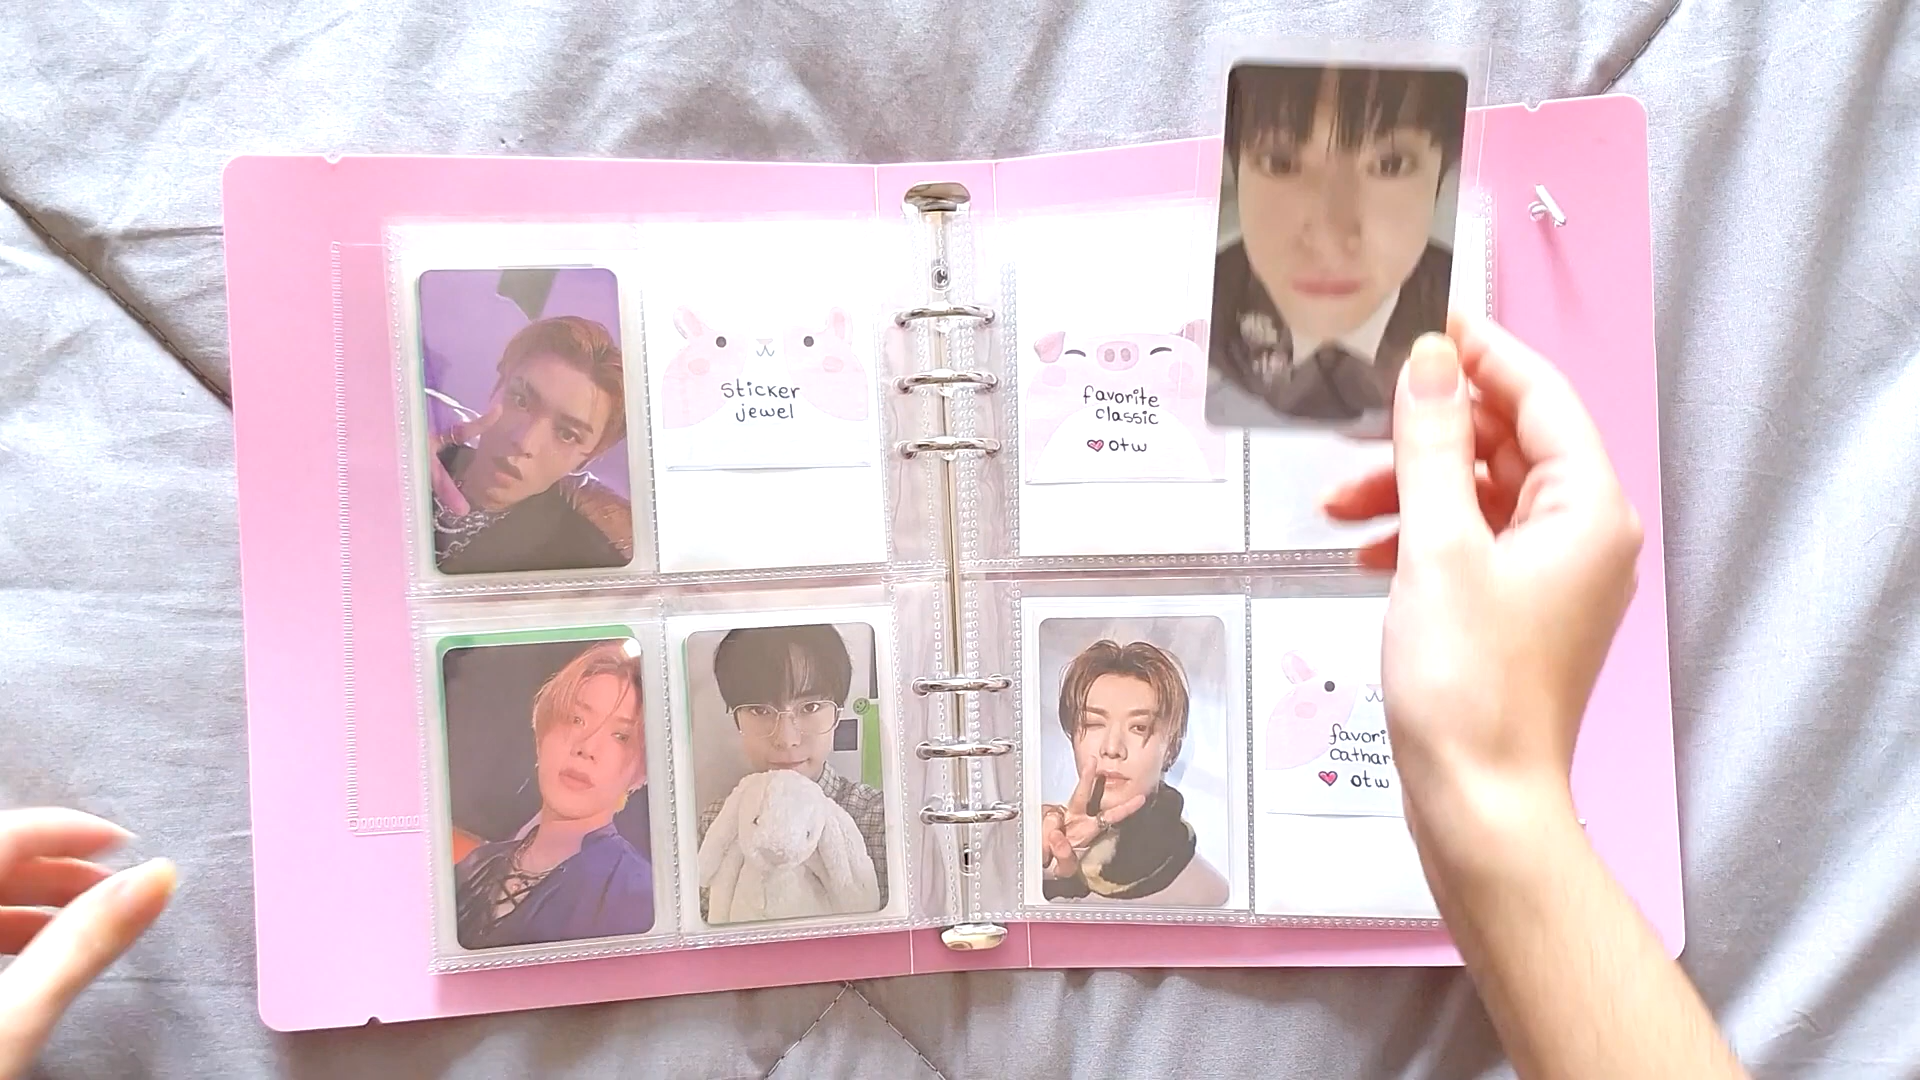 sticker
jewel
favorite
classic
otw
favori
cathar
otw